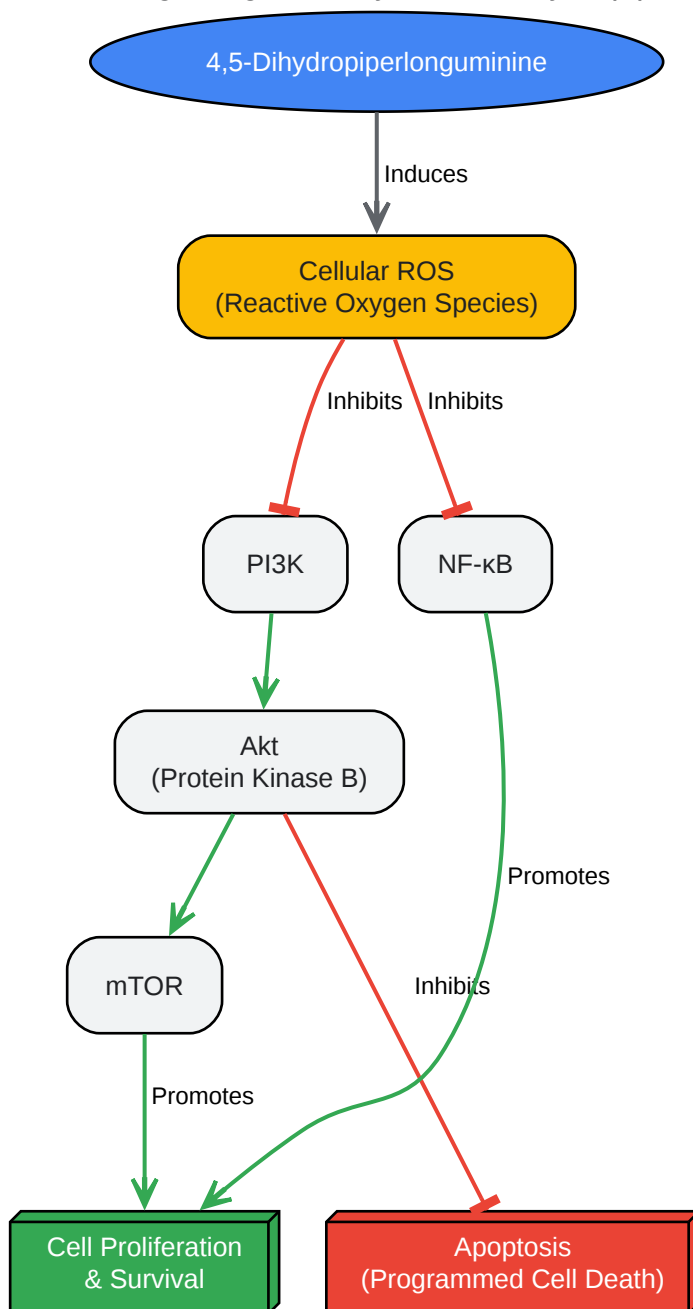 4,5-Dihydropiperlonguminine
Induces
Cellular ROS
(Reactive Oxygen Species)
Inhibits
Inhibits
PI3K
NF-κB
Akt
(Protein Kinase B)
Promotes
mTOR
Inhibits
Promotes
Cell Proliferation
& Survival
Apoptosis
(Programmed Cell Death)